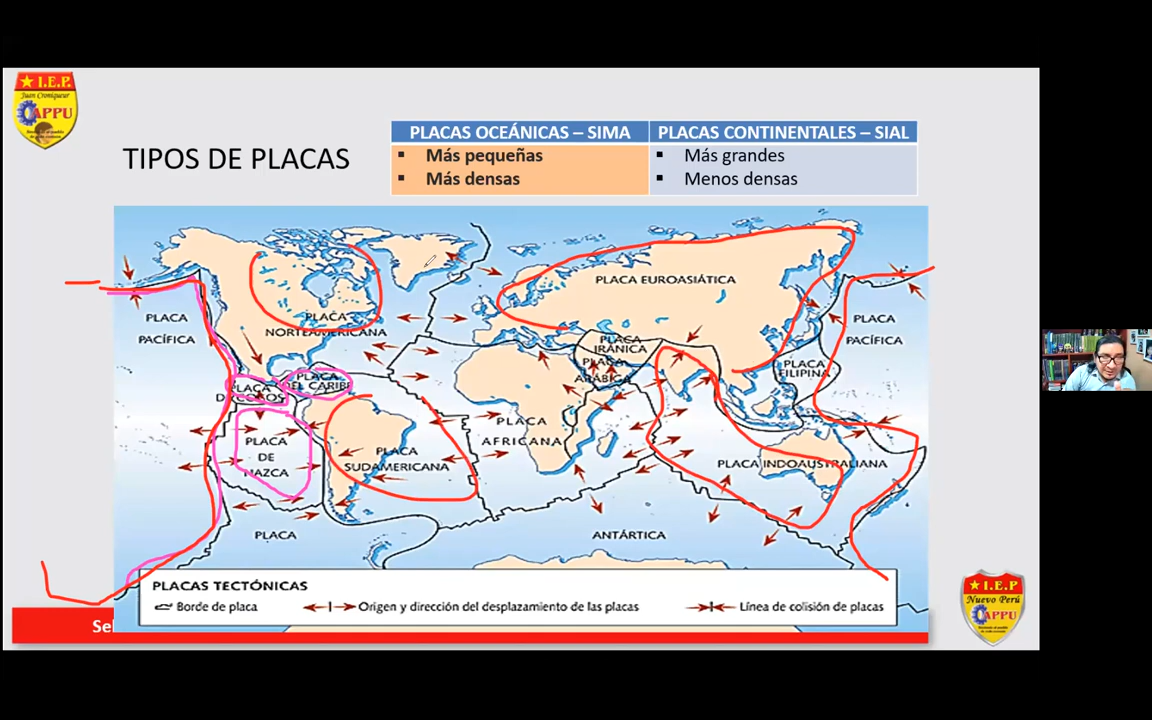 ★ I.E.P.
Juan Croniqueur
CAPPU
TIPOS DE PLACAS
PLACAS OCEÁNICAS – SIMA
▪ Más pequeñas
▪ Más densas
PLACAS CONTINENTALES – SIAL
▪ Más grandes
▪ Menos densas
PLACA
PACÍFICA
PLACA
NORTEAMERICANA
PLACA EUROASIÁTICA
PLACA
IRÁNICA
PLACA
ARÁBIGA
PLACA
FILIPINA
PLACA
PACÍFICA
PLACA
DE COCOS
PLACA
DEL CARIBE
PLACA
DE
NAZCA
PLACA
SUDAMERICANA
PLACA
AFRICANA
PLACA INDOAUSTRALIANA
PLACA
ANTÁRTICA
PLACAS TECTÓNICAS
Borde de placa
Origen y dirección del desplazamiento de las placas
Línea de colisión de placas
Sel
★ I.E.P
Nuevo Perú
CAPPU